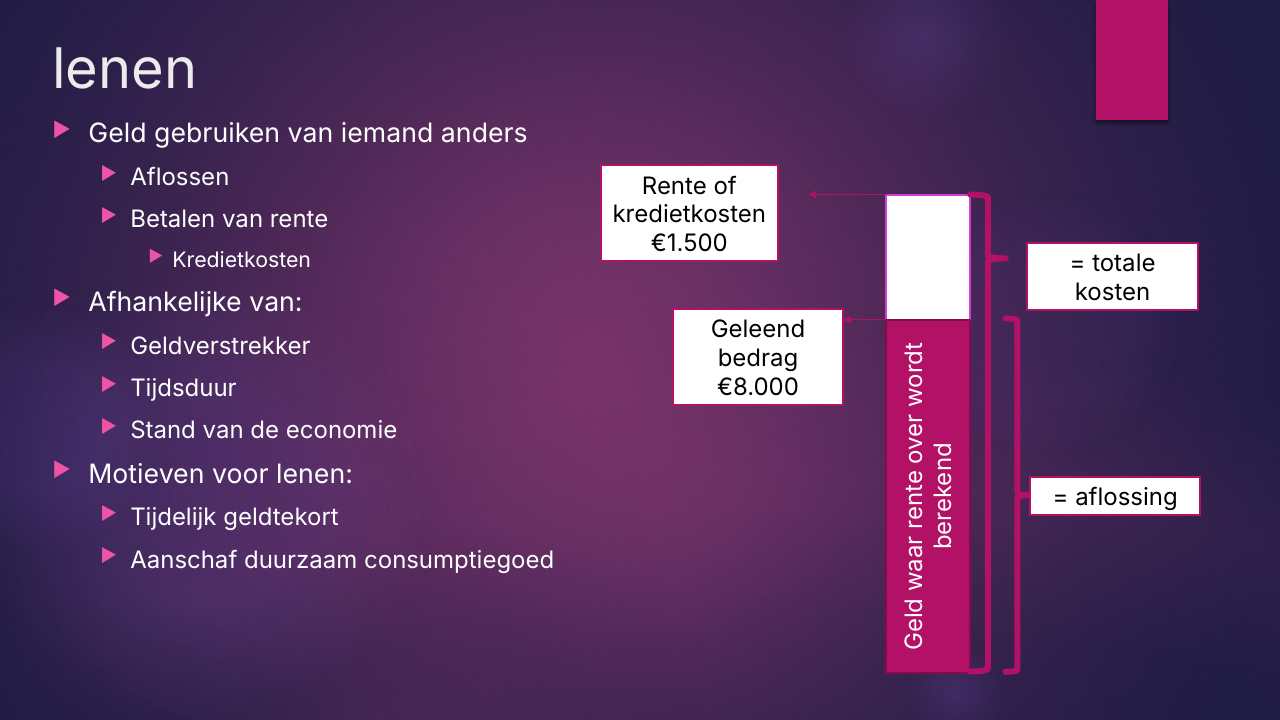 lenen
Geld gebruiken van iemand anders
Aflossen
Betalen van rente
Kredietkosten
Afhankelijke van:
Geldverstrekker
Tijdsduur
Stand van de economie
Motieven voor lenen:
Tijdelijk geldtekort
Aanschaf duurzaam consumptiegoed
Rente of
kredietkosten
€1.500
Geleend
bedrag
€8.000
Geld waar rente over wordt
berekend
= totale
kosten
= aflossing